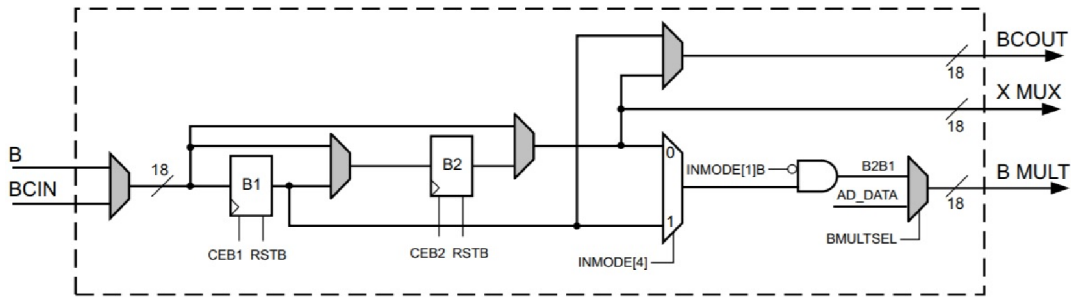 BCOUT
18
X MUX
18
B
18
BCIN
B1
B2
0
INMODE[1]B
B2B1
AD_DATA
B MULT
18
1
BMULTSEL
CEB1 RSTB
CEB2 RSTB
INMODE[4]